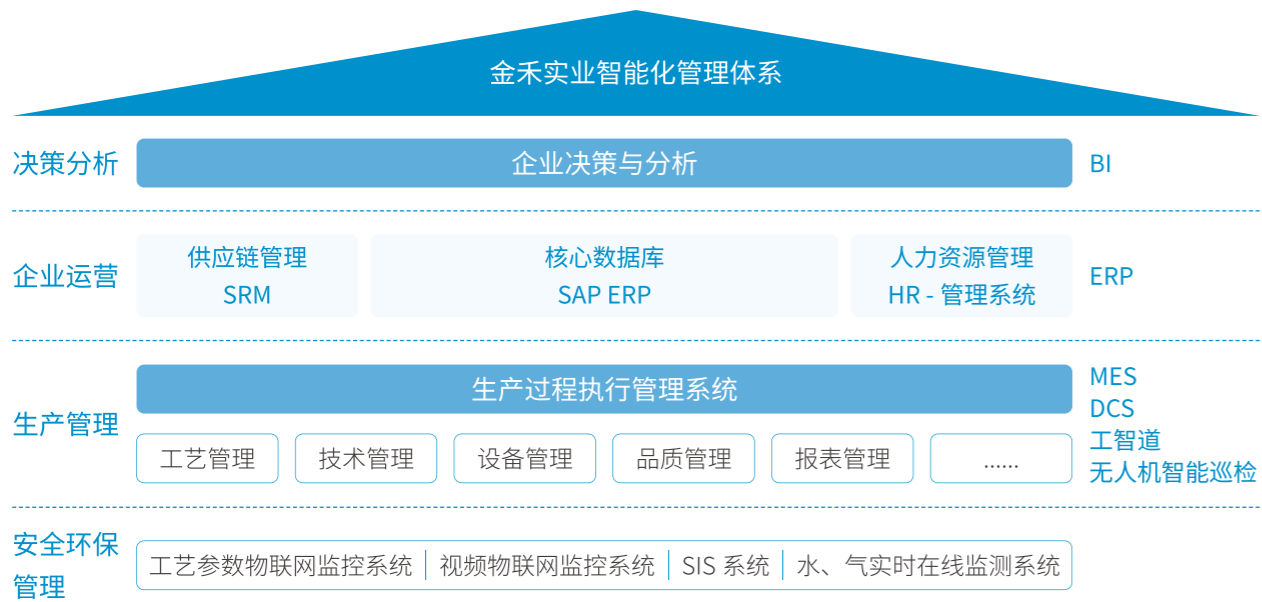 金禾实业智能化管理体系
决策分析
企业决策与分析
BI
企业运营
供应链管理
SRM
核心数据库
SAP ERP
人力资源管理
HR - 管理系统
ERP
生产管理
生产过程执行管理系统
工艺管理
技术管理
设备管理
品质管理
报表管理
......
MES
DCS
工智道
无人机智能巡检
安全环保
管理
工艺参数物联网监控系统
视频物联网监控系统
SIS 系统
水、气实时在线监测系统